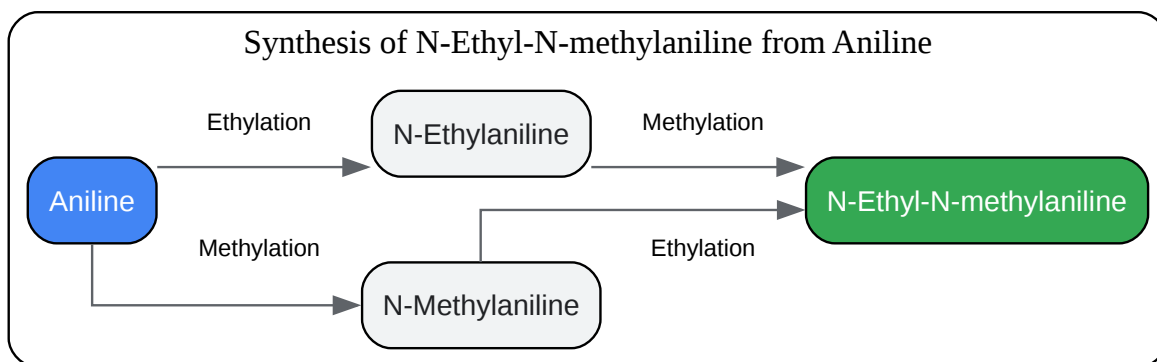 Synthesis of N-Ethyl-N-methylaniline from Aniline
Ethylation
N-Ethylaniline
Methylation
Aniline
N-Ethyl-N-methylaniline
Methylation
Ethylation
N-Methylaniline